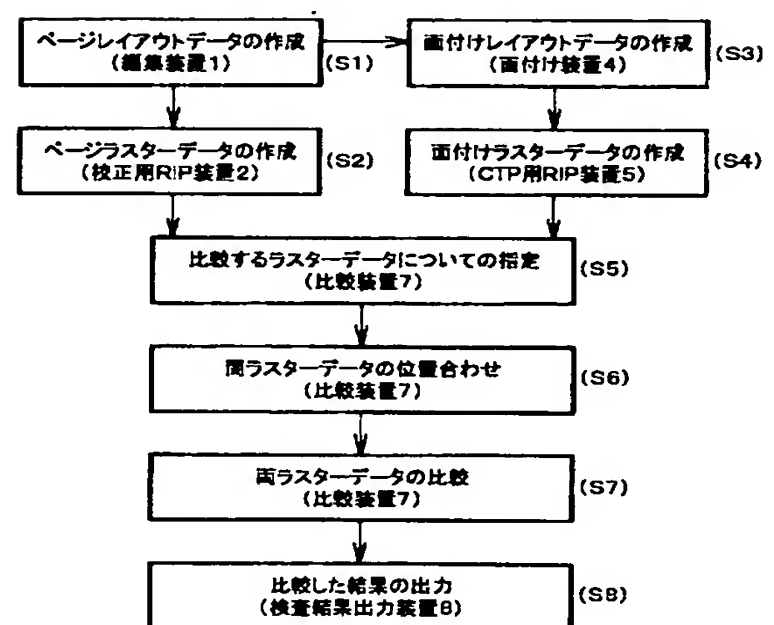 ページレイアウトデータの作成
(編集装置1)
(S1)
面付けレイアウトデータの作成
(面付け装置4)
(S3)
ページラスターデータの作成
(校正用RIP装置2)
(S2)
面付けラスターデータの作成
(CTP用RIP装置5)
(S4)
比較するラスターデータについての指定
(比較装置7)
(S5)
両ラスターデータの位置合わせ
(比較装置7)
(S6)
両ラスターデータの比較
(比較装置7)
(S7)
比較した結果の出力
(検査結果出力装置8)
(S8)